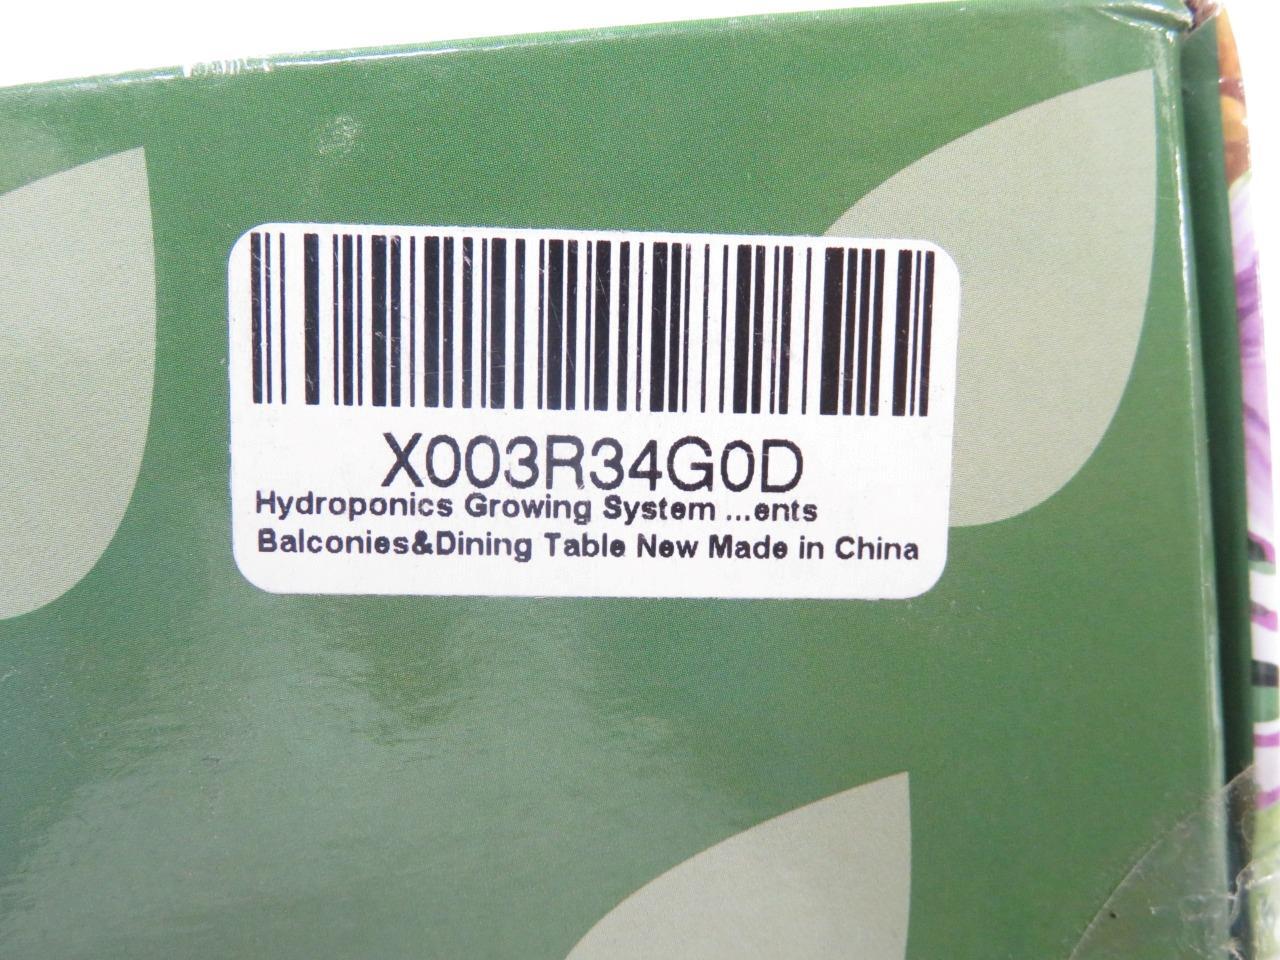 X003R34G0D
Hydroponics Growing System ...ents
Balconies&Dining Table New Made in China